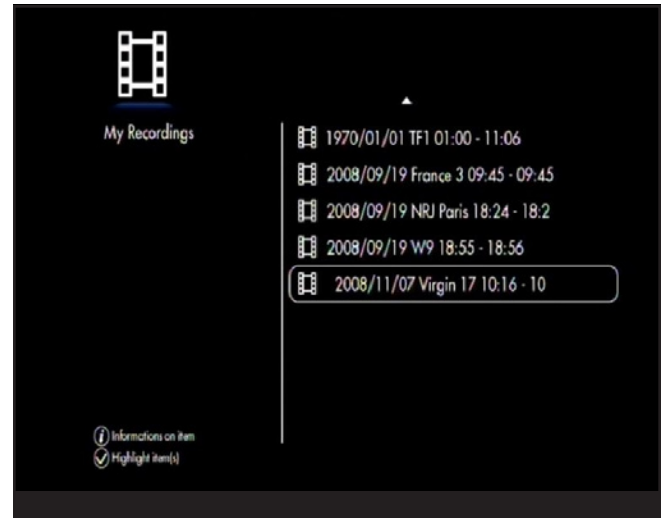 My Recordings
1970/01/01 TF1 01:00 - 11:06
2008/09/19 France 3 09:45 - 09:45
2008/09/19 NRJ Paris 18:24 - 18:2
2008/09/19 W9 18:55 - 18:56
2008/11/07 Virgin 17 10:16 - 10
i Informations on item
Highlight item(s)